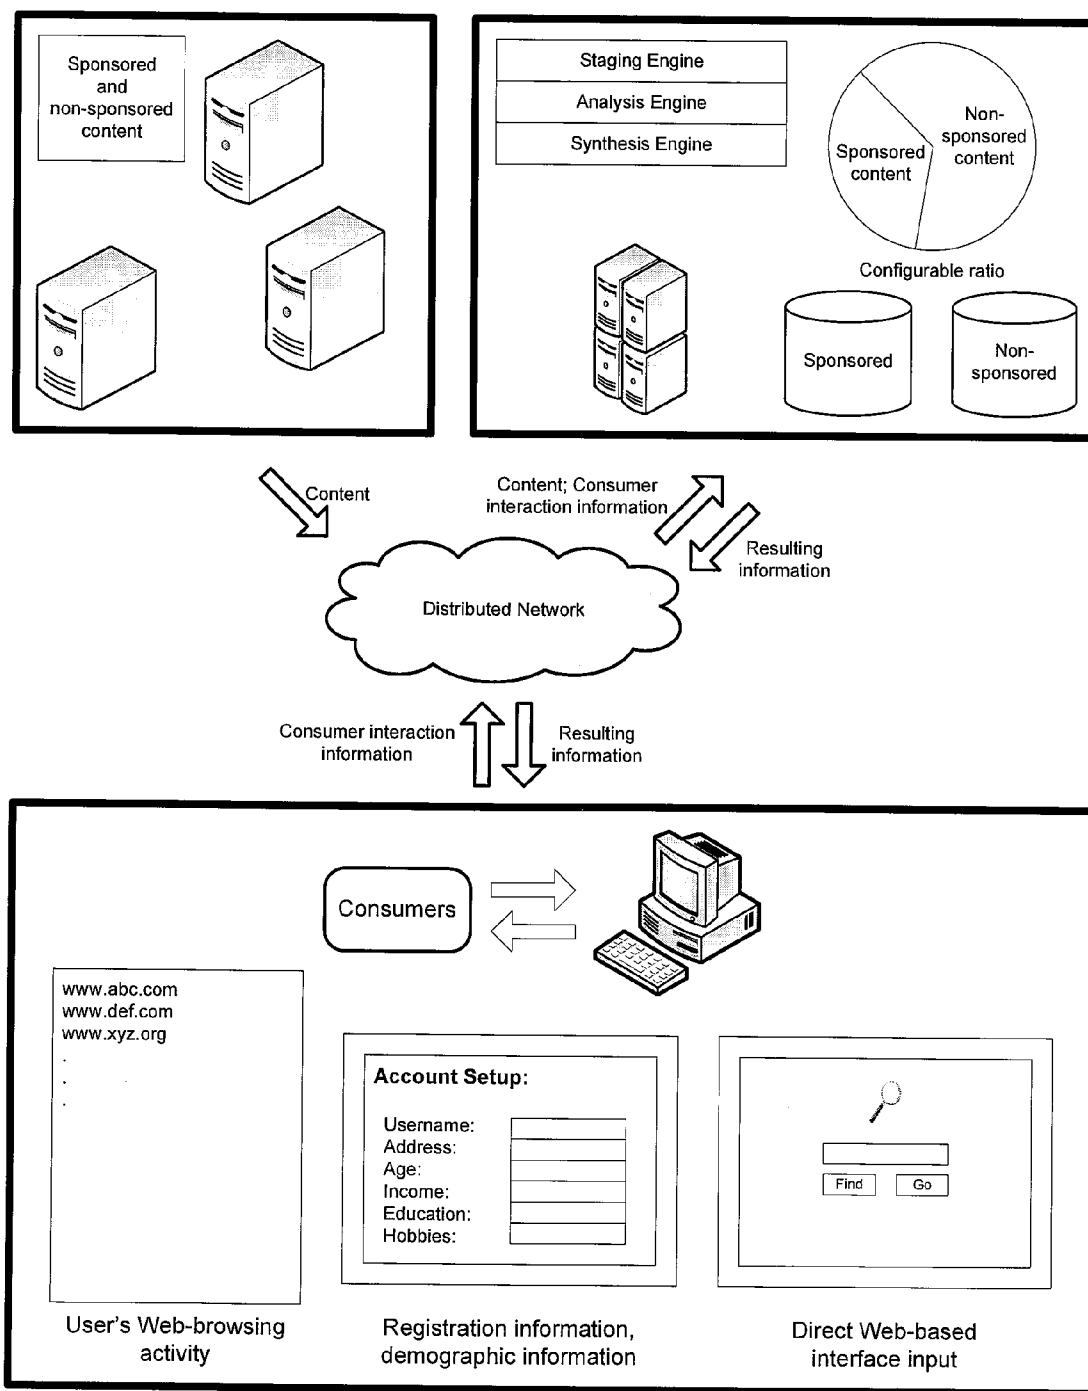 Sponsored
and
non-sponsored
content
Staging Engine
Analysis Engine
Synthesis Engine
Non-
sponsored
content
Sponsored
content
Configurable ratio
Sponsored
Non-
sponsored
Content
Content; Consumer
interaction information
Resulting
information
Distributed Network
Consumer interaction
information
Resulting
information
Consumers
www.abc.com
www.def.com
www.xyz.org
.
.
.
Account Setup:
Username:
Address:
Age:
Income:
Education:
Hobbies:
Find
Go
User's Web-browsing
activity
Registration information,
demographic information
Direct Web-based
interface input